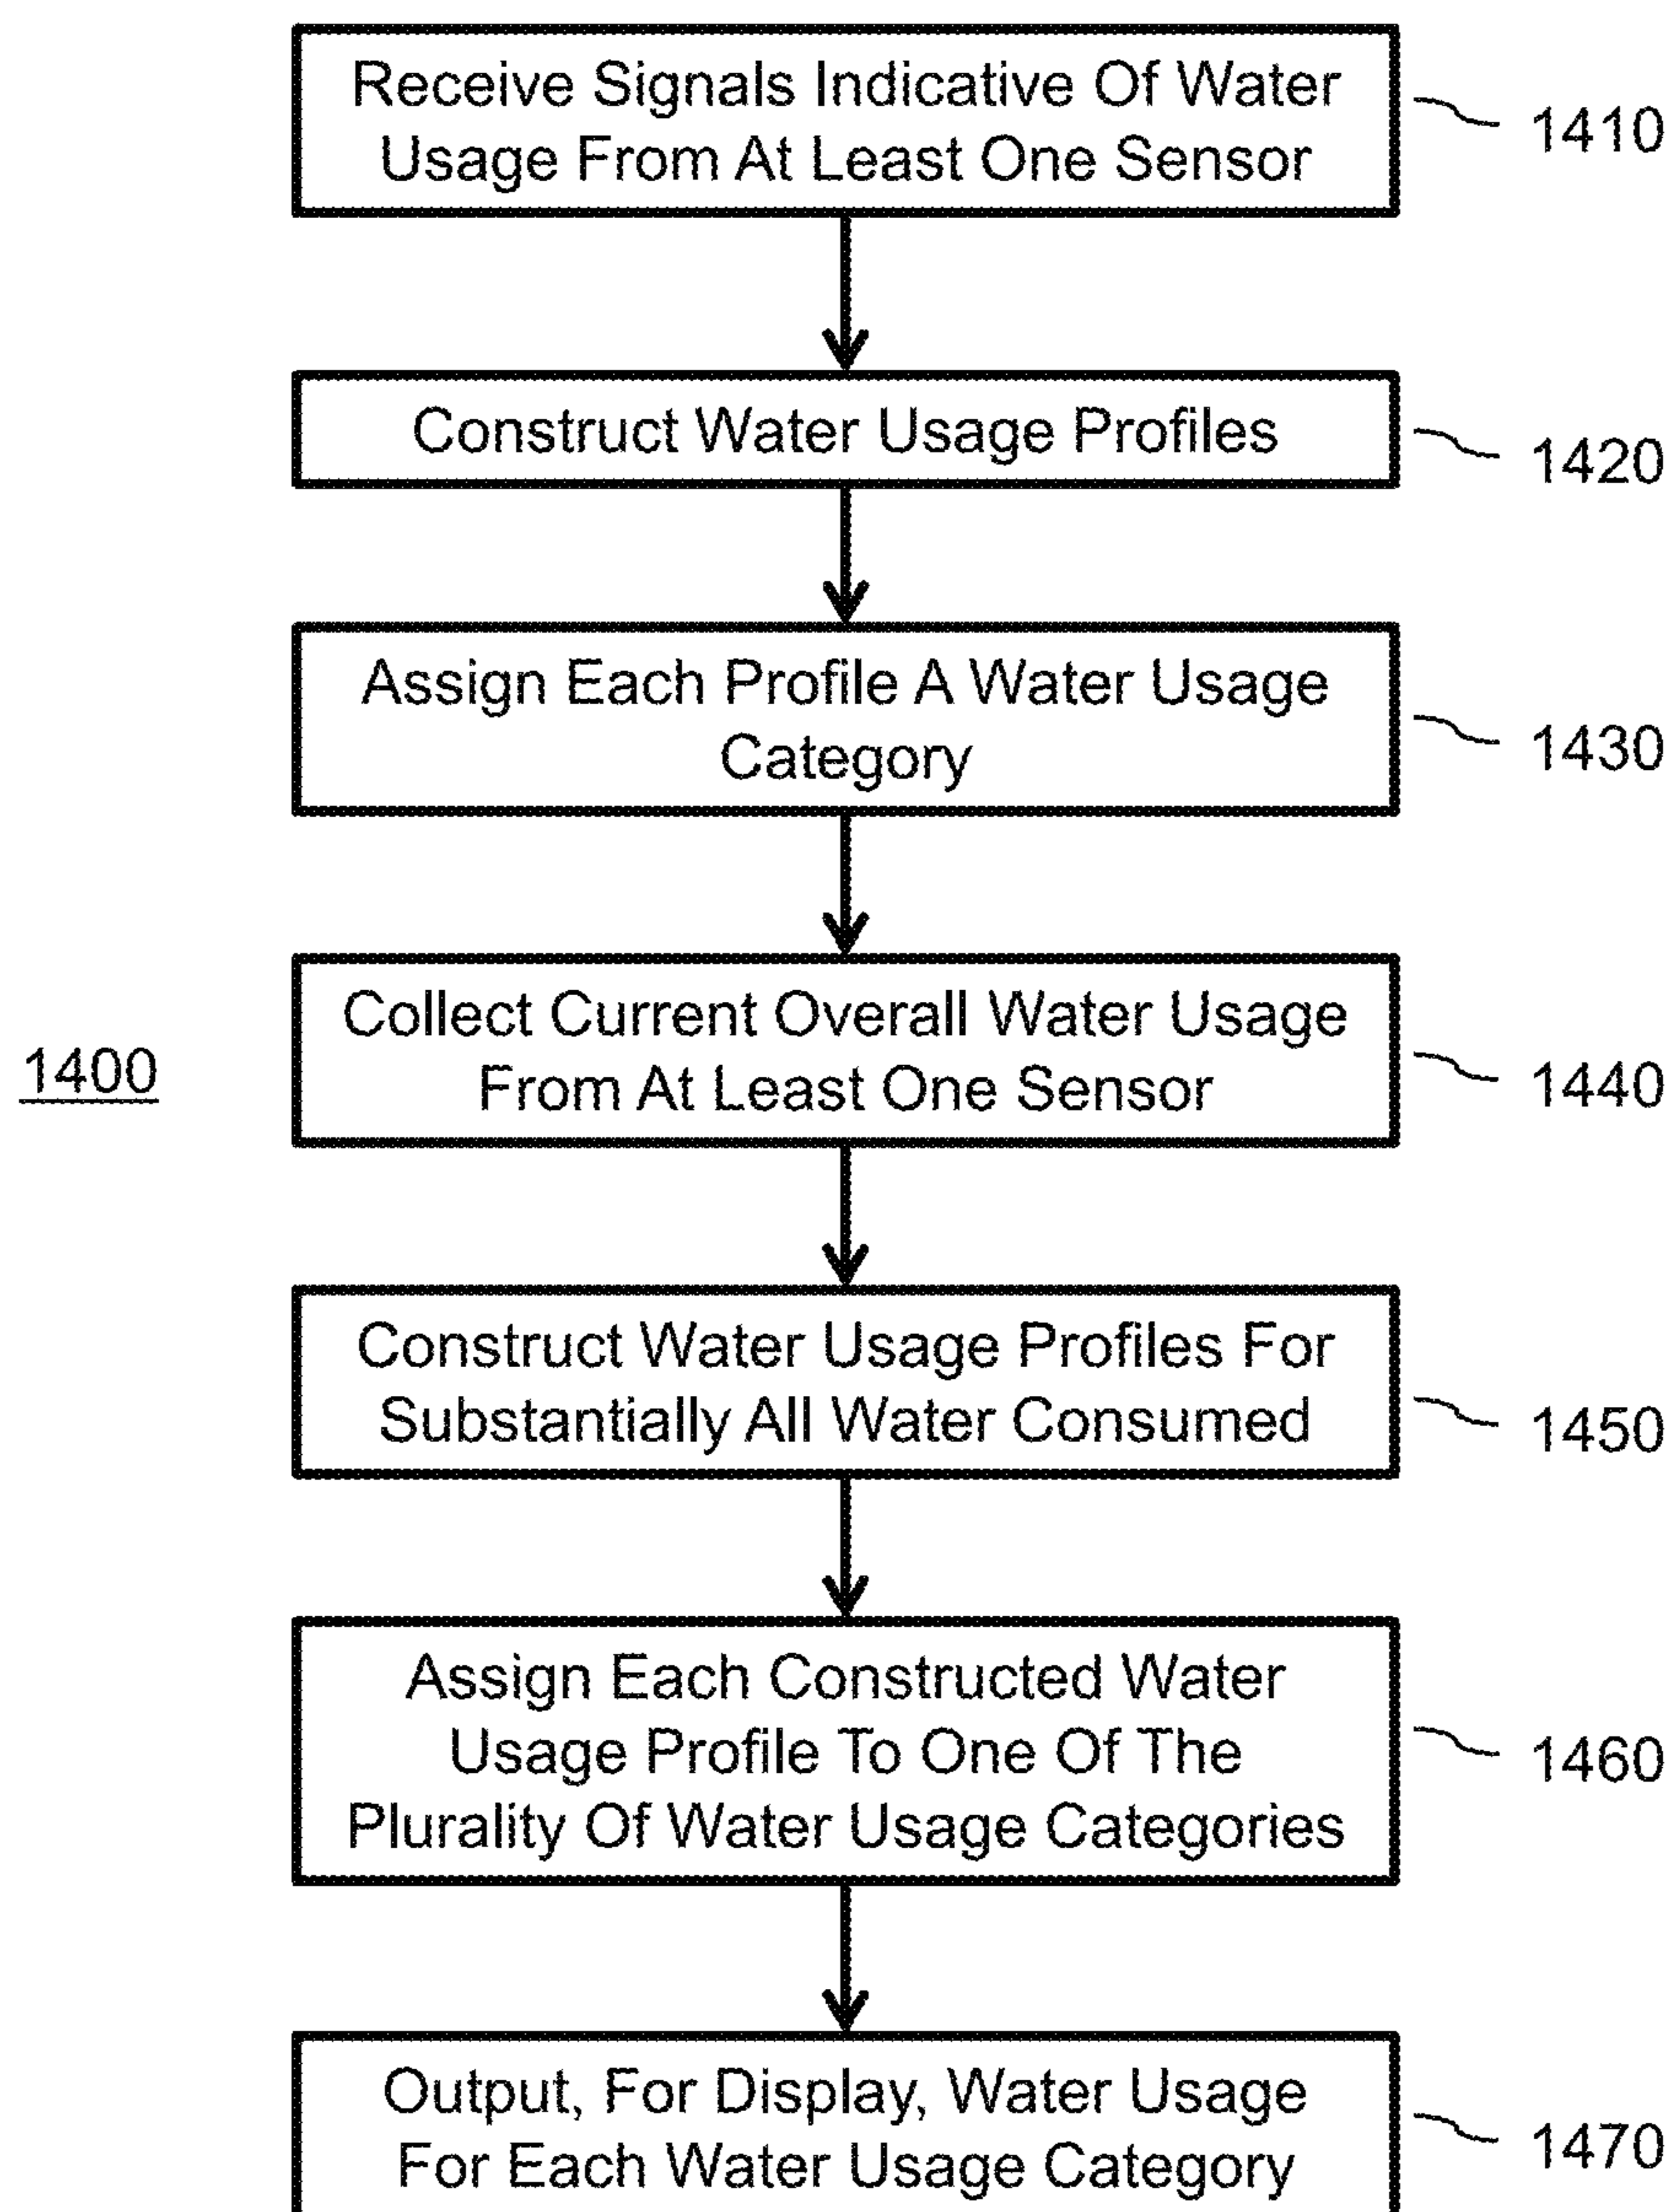 Receive Signals Indicative Of Water
Usage From At Least One Sensor
1410
Construct Water Usage Profiles
1420
Assign Each Profile A Water Usage
Category
1430
1400
Collect Current Overall Water Usage
From At Least One Sensor
1440
Construct Water Usage Profiles For
Substantially All Water Consumed
1450
Assign Each Constructed Water
Usage Profile To One Of The
Plurality Of Water Usage Categories
1460
Output, For Display, Water Usage
For Each Water Usage Category
1470